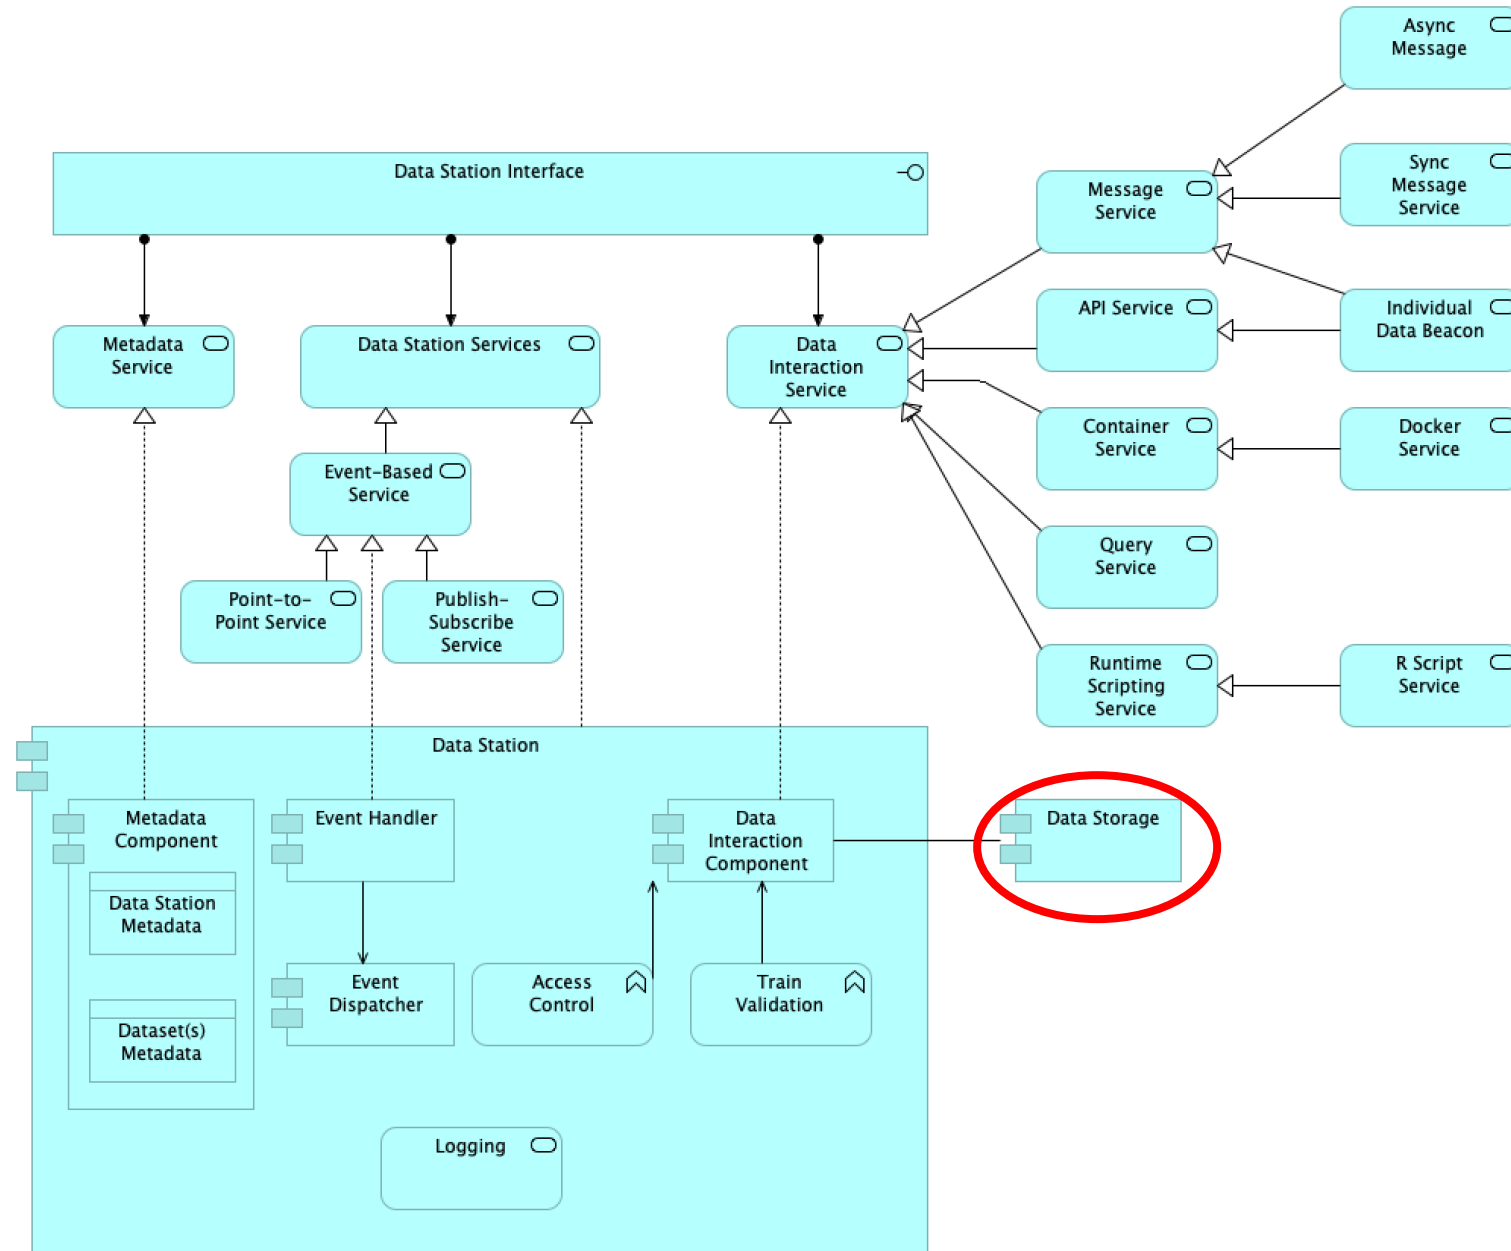 Async
Message
Data Station Interface
Message
Service
Sync
Message
Service
API Service
Individual
Data Beacon
Metadata
Service
Data Station Services
Data
Interaction
Service
Container
Service
Docker
Service
Event-Based
Service
Query
Service
Point-to-
Point Service
Publish-
Subscribe
Service
Runtime
Scripting
Service
R Script
Service
Data Station
Metadata
Component
Event Handler
Data
Interaction
Component
Data Storage
Data Station
Metadata
Event
Dispatcher
Access
Control
Train
Validation
Dataset(s)
Metadata
Logging